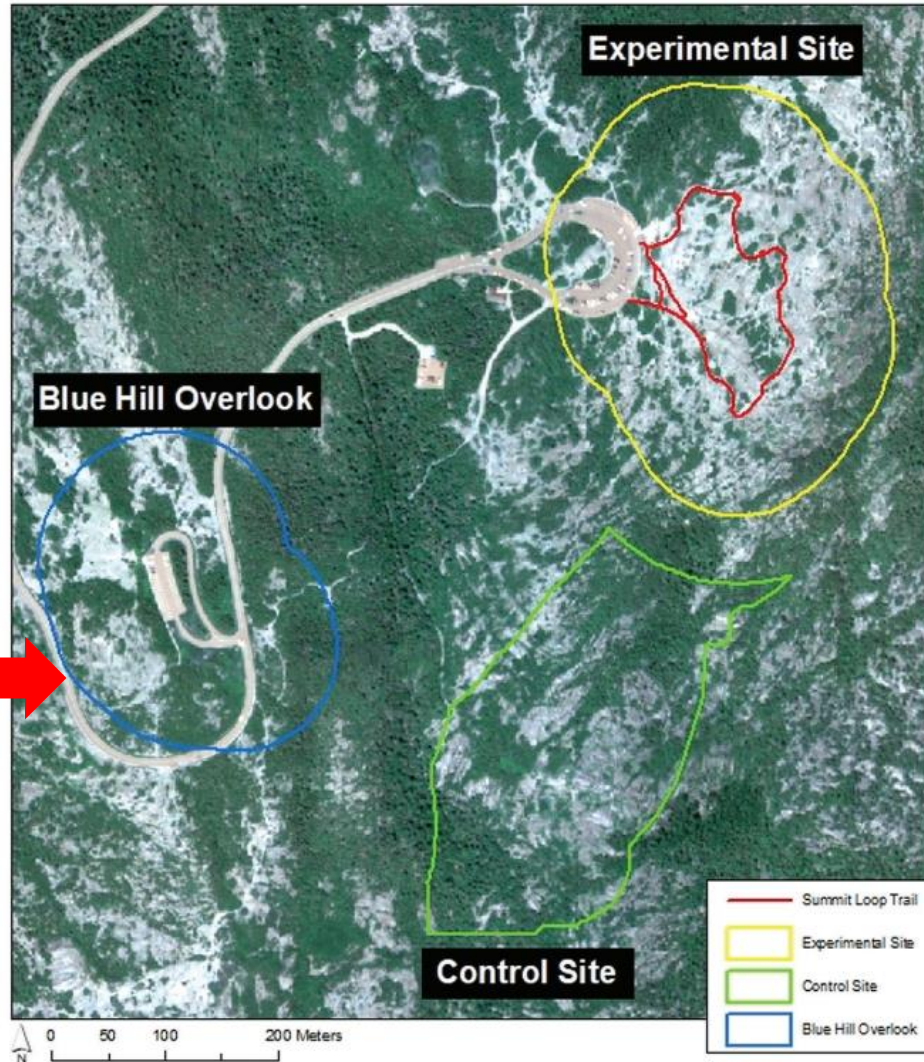 Experimental Site
Blue Hill Overlook
Control Site
Summit Loop Trail
Experimental Site
Control Site
Blue Hill Overlook
N
0 50 100 200 Meters